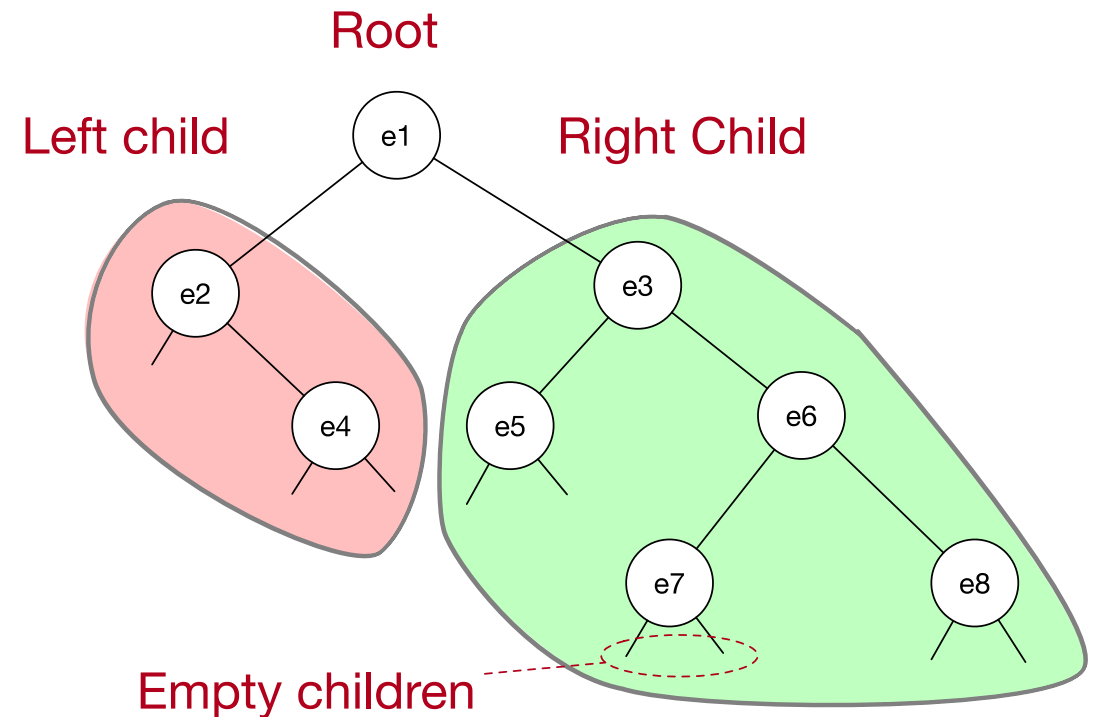 Root
Left child
e1
Right Child
e2
e3
e4
e5
e6
e7
e8
Empty children